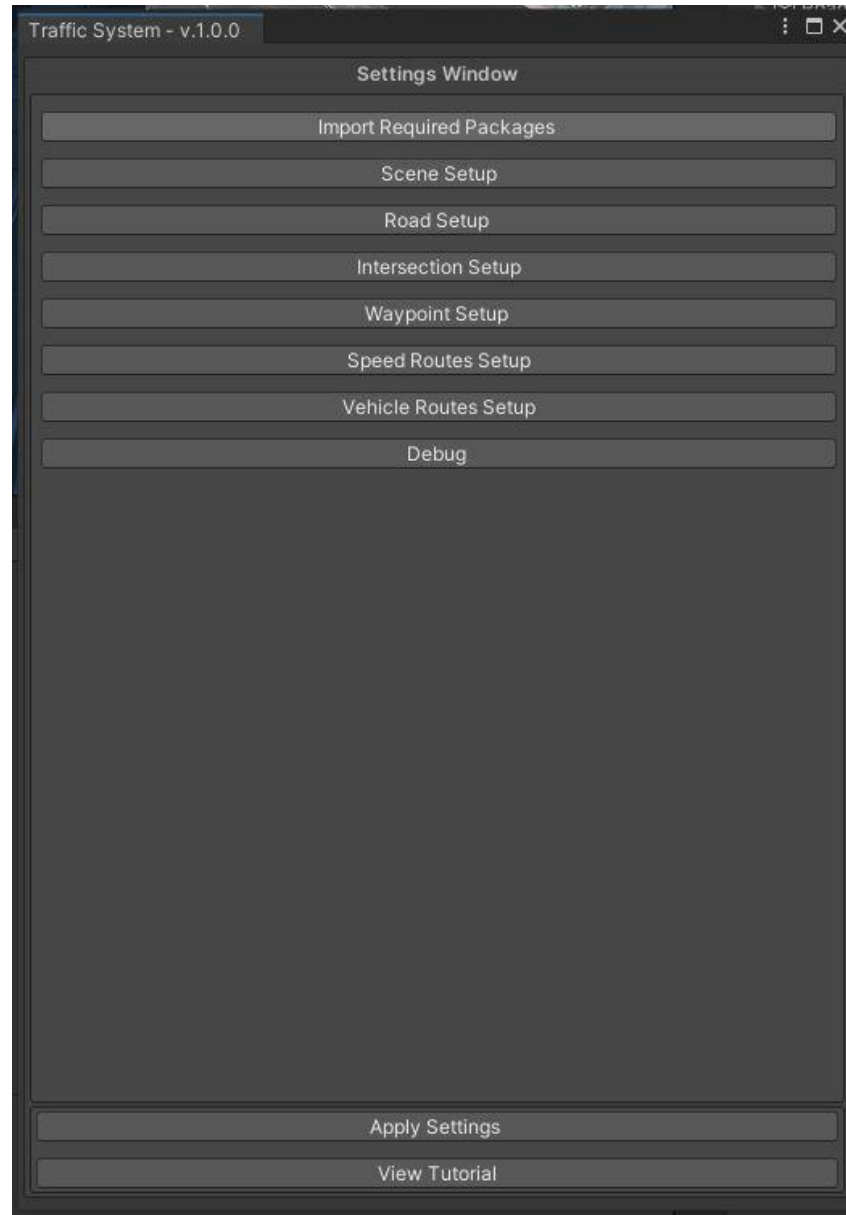 Traffic System - v.1.0.0
Settings Window
Import Required Packages
Scene Setup
Road Setup
Intersection Setup
Waypoint Setup
Speed Routes Setup
Vehicle Routes Setup
Debug
Apply Settings
View Tutorial